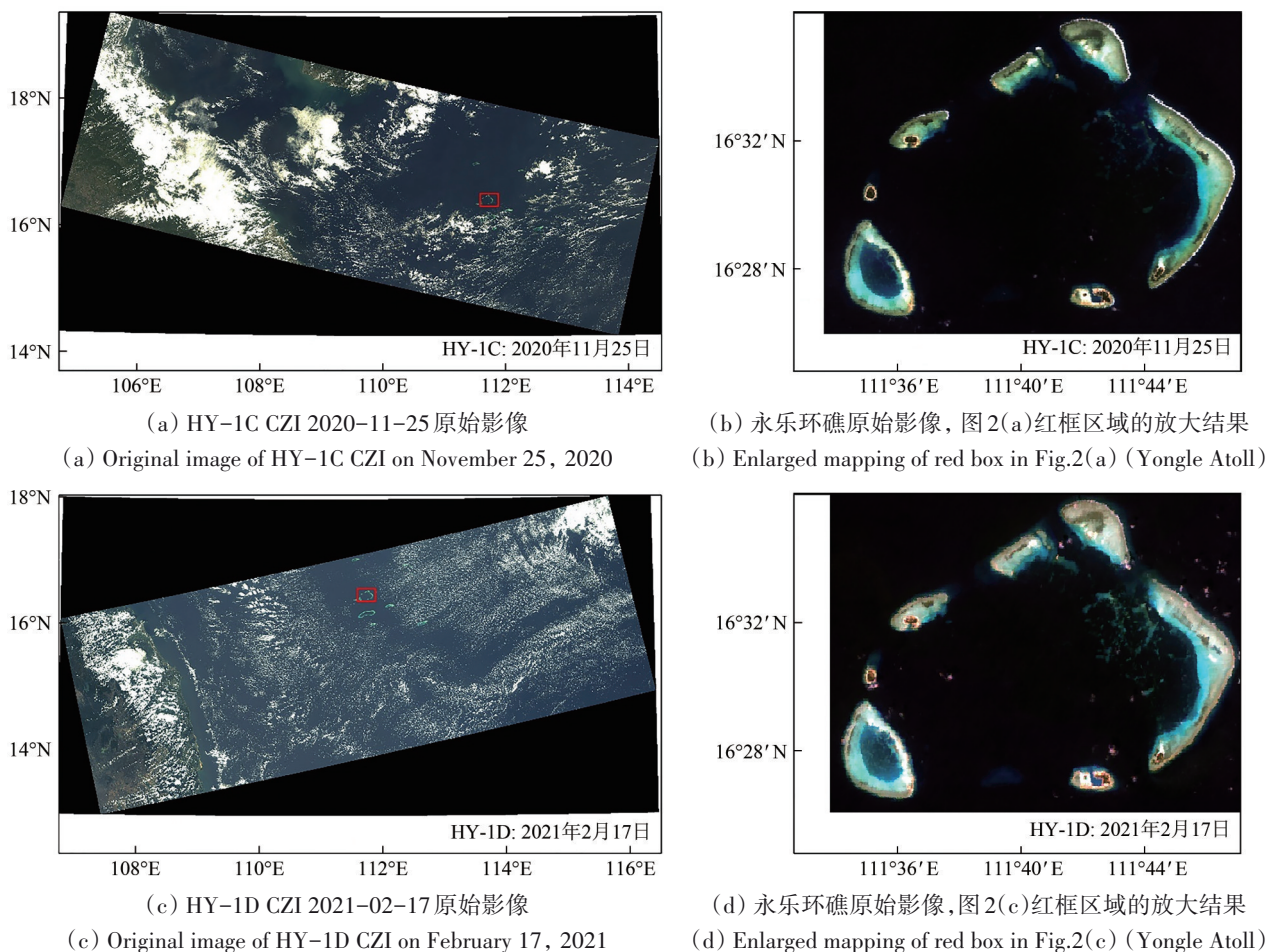 18°N
16°N
14°N
HY-1C: 2020年11月25日
106°E 108°E 110°E 112°E 114°E
(a) HY-1C CZI 2020-11-25原始影像
(a) Original image of HY-1C CZI on November 25, 2020
16°32′N
16°28′N
HY-1C: 2020年11月25日
111°36′E 111°40′E 111°44′E
(b) 永乐环礁原始影像, 图2(a)红框区域的放大结果
(b) Enlarged mapping of red box in Fig.2(a) (Yongle Atoll)
18°N
16°N
14°N
HY-1D: 2021年2月17日
108°E 110°E 112°E 114°E 116°E
(c) HY-1D CZI 2021-02-17原始影像
(c) Original image of HY-1D CZI on February 17, 2021
16°32′N
16°28′N
HY-1D: 2021年2月17日
111°36′E 111°40′E 111°44′E
(d) 永乐环礁原始影像,图2(c)红框区域的放大结果
(d) Enlarged mapping of red box in Fig.2(c) (Yongle Atoll)